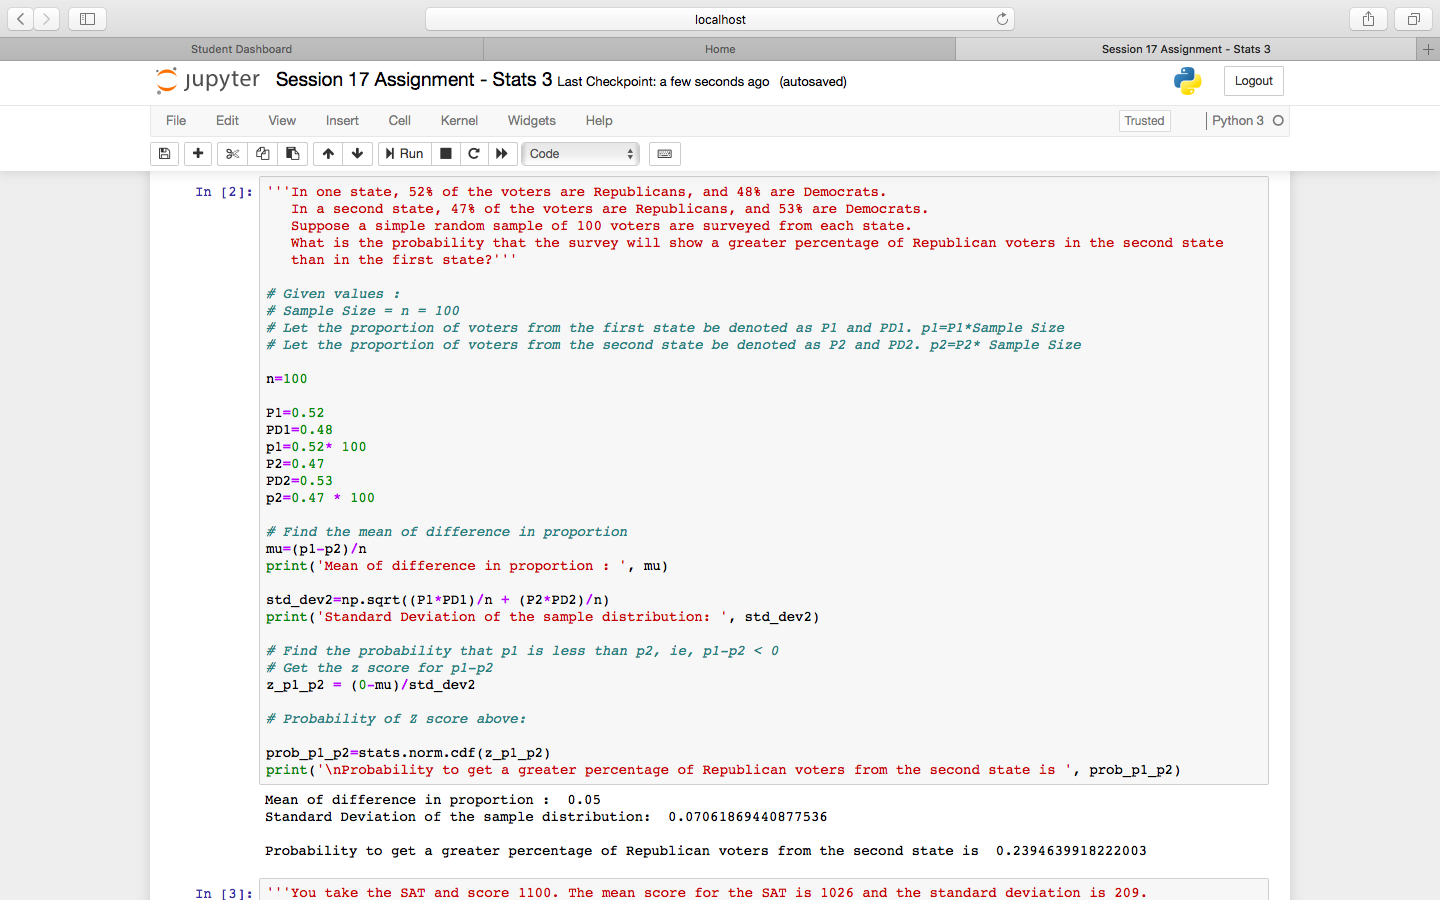 localhost
Student Dashboard
Home
Session 17 Assignment - Stats 3
+
jupyter Session 17 Assignment - Stats 3 Last Checkpoint: a few seconds ago (autosaved)
Logout
File Edit View Insert Cell Kernel Widgets Help
Trusted
Python 3
Run
Code
In [2]:
'''In one state, 52% of the voters are Republicans, and 48% are Democrats.
In a second state, 47% of the voters are Republicans, and 53% are Democrats.
Suppose a simple random sample of 100 voters are surveyed from each state.
What is the probability that the survey will show a greater percentage of Republican voters in the second state
than in the first state?'''
# Given values :
# Sample Size = n = 100
# Let the proportion of voters from the first state be denoted as P1 and PD1. p1=P1*Sample Size
# Let the proportion of voters from the second state be denoted as P2 and PD2. p2=P2* Sample Size
n=100
P1=0.52
PD1=0.48
p1=0.52* 100
P2=0.47
PD2=0.53
p2=0.47 * 100
# Find the mean of difference in proportion
mu=(p1-p2)/n
print('Mean of difference in proportion : ', mu)
std_dev2=np.sqrt((P1*PD1)/n + (P2*PD2)/n)
print('Standard Deviation of the sample distribution: ', std_dev2)
# Find the probability that p1 is less than p2, ie, p1-p2 < 0
# Get the z score for p1-p2
z_p1_p2 = (0-mu)/std_dev2
# Probability of Z score above:
prob_p1_p2=stats.norm.cdf(z_p1_p2)
print('\nProbability to get a greater percentage of Republican voters from the second state is ', prob_p1_p2)
Mean of difference in proportion :  0.05
Standard Deviation of the sample distribution:  0.07061869440877536
Probability to get a greater percentage of Republican voters from the second state is  0.2394639918222003
In [3]:
'''You take the SAT and score 1100. The mean score for the SAT is 1026 and the standard deviation is 209.